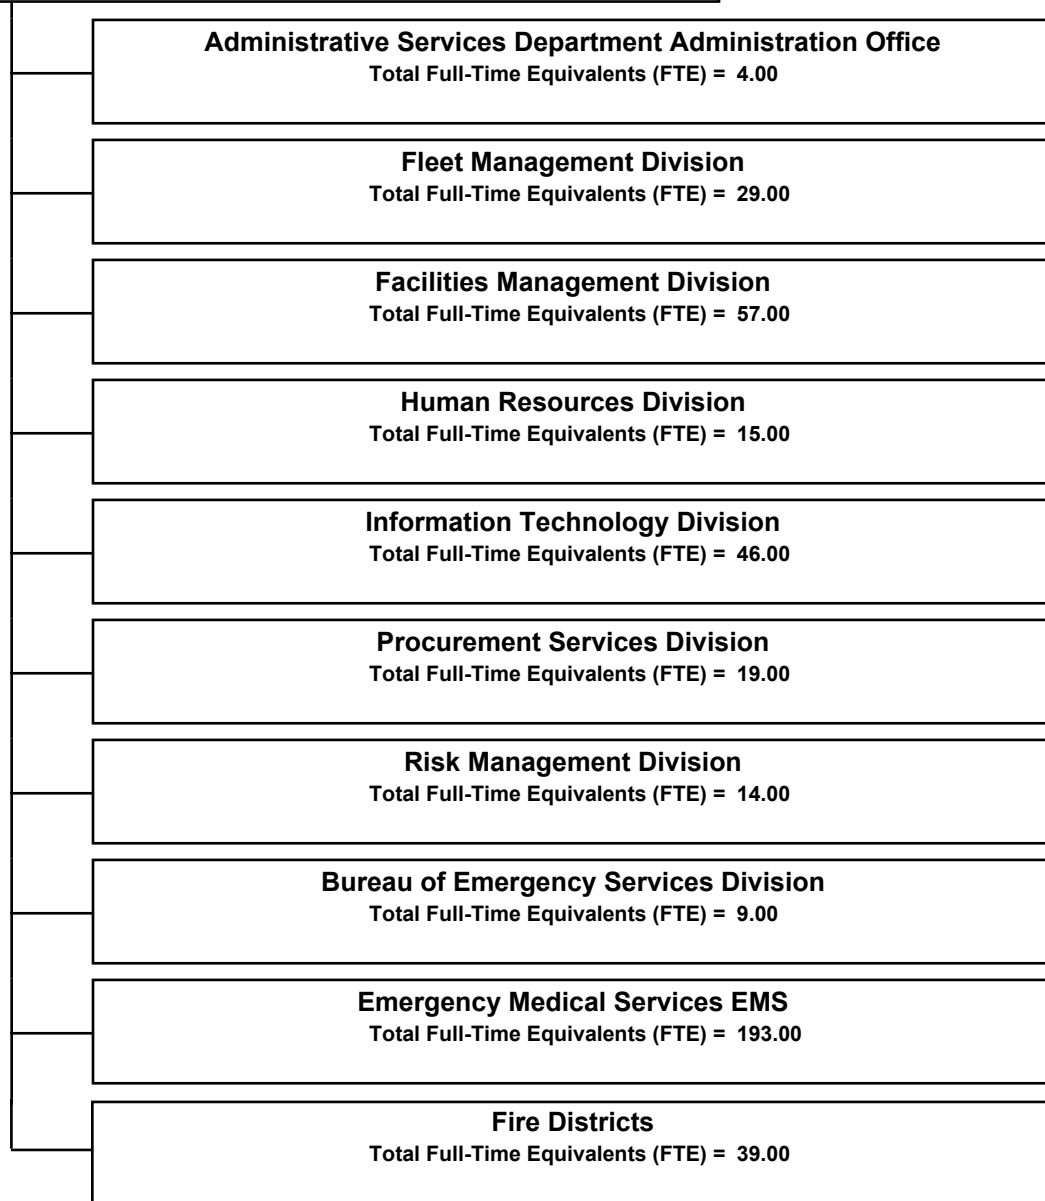 Administrative Services Department Administration Office
Total Full-Time Equivalents (FTE) = 4.00
Fleet Management Division
Total Full-Time Equivalents (FTE) = 29.00
Facilities Management Division
Total Full-Time Equivalents (FTE) = 57.00
Human Resources Division
Total Full-Time Equivalents (FTE) = 15.00
Information Technology Division
Total Full-Time Equivalents (FTE) = 46.00
Procurement Services Division
Total Full-Time Equivalents (FTE) = 19.00
Risk Management Division
Total Full-Time Equivalents (FTE) = 14.00
Bureau of Emergency Services Division
Total Full-Time Equivalents (FTE) = 9.00
Emergency Medical Services EMS
Total Full-Time Equivalents (FTE) = 193.00
Fire Districts
Total Full-Time Equivalents (FTE) = 39.00